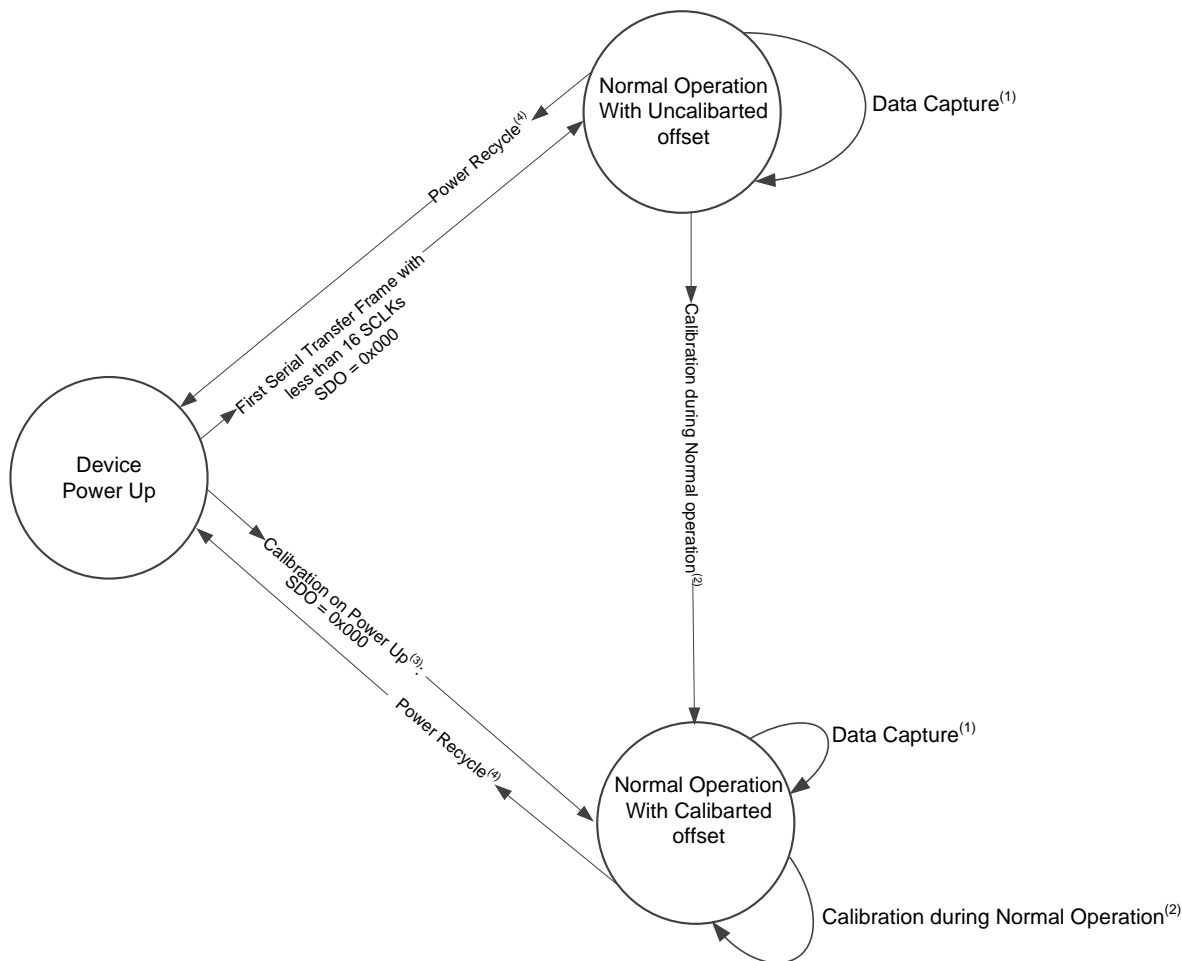 Normal Operation
With Uncalibarted
offset
Data Capture(1)
Power Recycle(4)
First Serial Transfer Frame with
less than 16 SCLKs
SDO = 0x000
Calibration during Normal operation(2)
Device
Power Up
Calibration on Power Up(3):
SDO = 0x000
Power Recycle(4)
Normal Operation
With Calibarted
offset
Data Capture(1)
Calibration during Normal Operation(2)